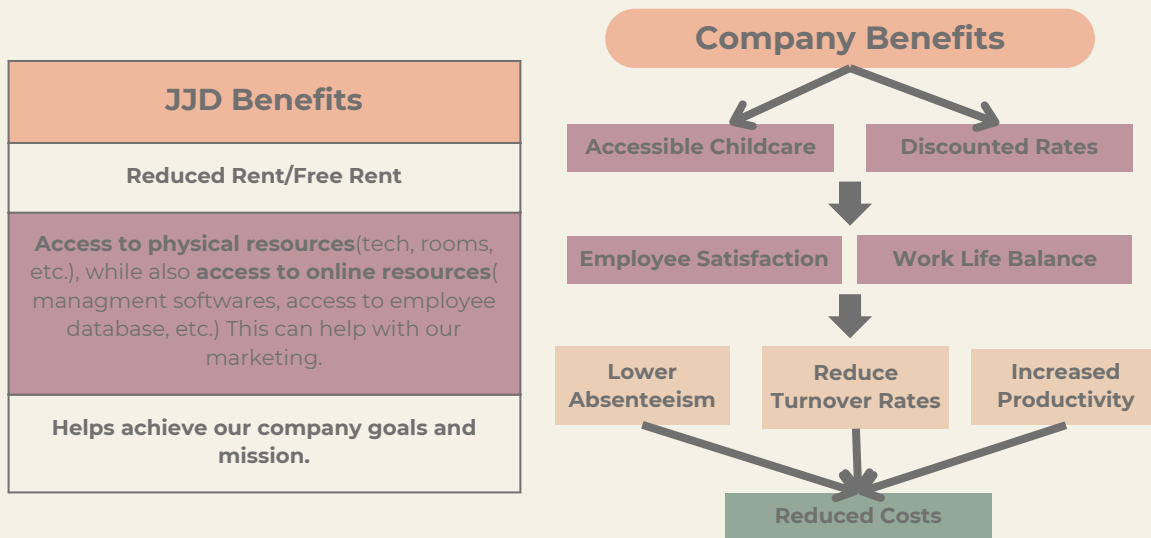 JJD Benefits
Reduced Rent/Free Rent
Access to physical resources(tech, rooms,
etc.), while also access to online resources(
managment softwares, access to employee
database, etc.) This can help with our
marketing.
Helps achieve our company goals and
mission.
Company Benefits
Accessible Childcare
Discounted Rates
Employee Satisfaction
Work Life Balance
Lower
Absenteeism
Reduce
Turnover Rates
Increased
Productivity
Reduced Costs